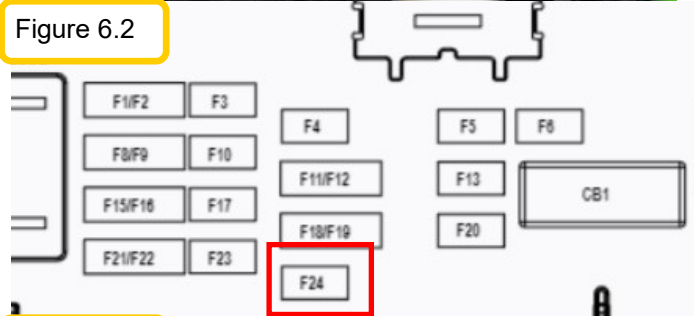 Figure 6.2
F1/F2 F3
F4 F5 F6
F8/F9 F10
F11/F12 F13
CB1
F15/F16 F17
F18/F19 F20
F21/F22 F23
F24